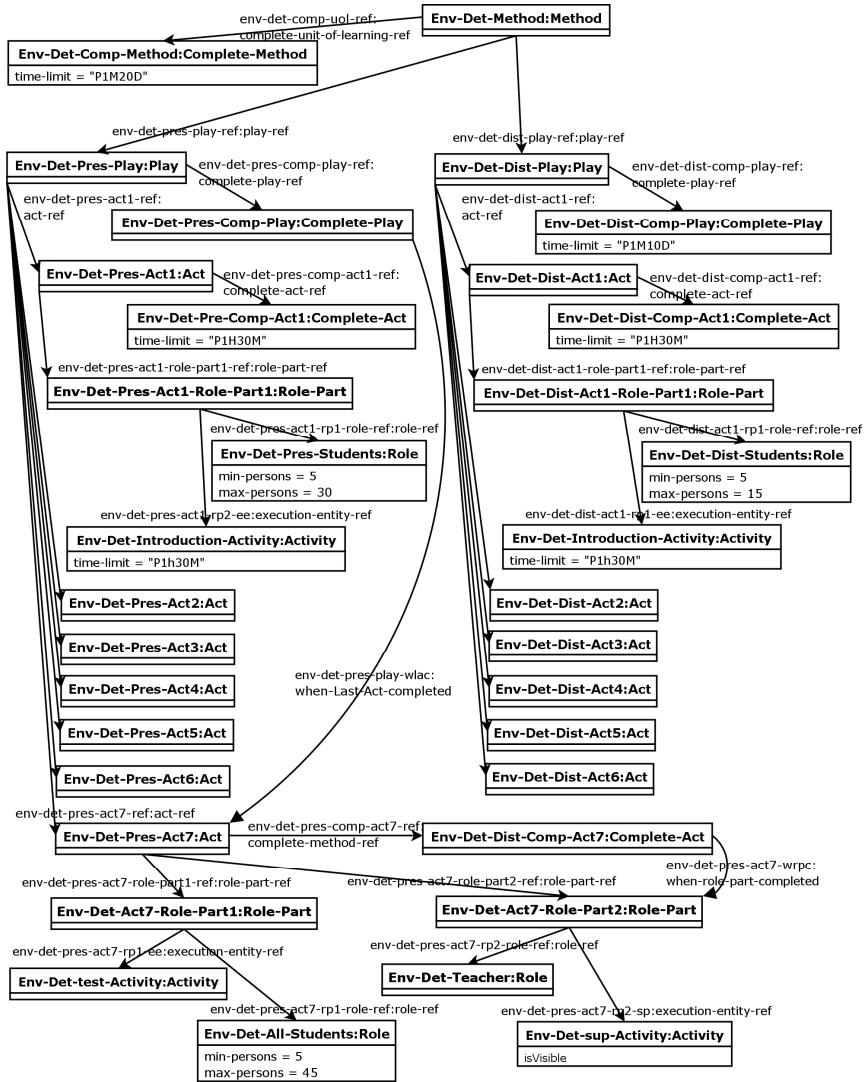 env-det-comp-uol-ref:
complete-unit-of-learning-ref
Env-Det-Method:Method
Env-Det-Comp-Method:Complete-Method
time-limit = "P1M20D"
env-det-pres-play-ref:play-ref
env-det-dist-play-ref:play-ref
Env-Det-Pres-Play:Play
env-det-pres-comp-play-ref:
complete-play-ref
Env-Det-Dist-Play:Play
env-det-dist-comp-play-ref:
complete-play-ref
env-det-pres-act1-ref:
act-ref
Env-Det-Pres-Comp-Play:Complete-Play
env-det-dist-act1-ref:
act-ref
Env-Det-Dist-Comp-Play:Complete-Play
time-limit = "P1M10D"
Env-Det-Pres-Act1:Act
env-det-pres-comp-act1-ref:
complete-act-ref
Env-Det-Dist-Act1:Act
env-det-dist-comp-act1-ref:
complete-act-ref
Env-Det-Pre-Comp-Act1:Complete-Act
time-limit = "P1H30M"
Env-Det-Dist-Comp-Act1:Complete-Act
time-limit = "P1H30M"
env-det-pres-act1-role-part1-ref:role-part-ref
env-det-dist-act1-role-part1-ref:role-part-ref
Env-Det-Pres-Act1-Role-Part1:Role-Part
Env-Det-Dist-Act1-Role-Part1:Role-Part
env-det-pres-act1-rp1-role-ref:role-ref
env-det-dist-act1-rp1-role-ref:role-ref
Env-Det-Pres-Students:Role
min-persons = 5
max-persons = 30
Env-Det-Dist-Students:Role
min-persons = 5
max-persons = 15
env-det-pres-act1-rp2-ee:execution-entity-ref
env-det-dist-act1-rp1-ee:execution-entity-ref
Env-Det-Introduction-Activity:Activity
time-limit = "P1h30M"
Env-Det-Introduction-Activity:Activity
time-limit = "P1h30M"
Env-Det-Pres-Act2:Act
Env-Det-Dist-Act2:Act
Env-Det-Pres-Act3:Act
Env-Det-Dist-Act3:Act
env-det-pres-play-wlac:
when-Last-Act-completed
Env-Det-Pres-Act4:Act
Env-Det-Dist-Act4:Act
Env-Det-Pres-Act5:Act
Env-Det-Dist-Act5:Act
Env-Det-Pres-Act6:Act
Env-Det-Dist-Act6:Act
env-det-pres-act7-ref:act-ref
Env-Det-Pres-Act7:Act
env-det-pres-comp-act7-ref:
complete-method-ref
Env-Det-Dist-Comp-Act7:Complete-Act
env-det-pres-act7-wrpc:
when-role-part-completed
env-det-pres-act7-role-part1-ref:role-part-ref
env-det-pres-act7-role-part2-ref:role-part-ref
Env-Det-Act7-Role-Part1:Role-Part
Env-Det-Act7-Role-Part2:Role-Part
env-det-pres-act7-rp1-ee:execution-entity-ref
env-det-pres-act7-rp2-role-ref:role-ref
Env-Det-test-Activity:Activity
Env-Det-Teacher:Role
env-det-pres-act7-rp1-role-ref:role-ref
env-det-pres-act7-rp2-sp:execution-entity-ref
Env-Det-All-Students:Role
min-persons = 5
max-persons = 45
Env-Det-sup-Activity:Activity
isVisible